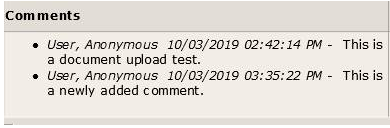 Comments
• User, Anonymous 10/03/2019 02:42:14 PM - This is
a document upload test.
• User, Anonymous 10/03/2019 03:35:22 PM - This is
a newly added comment.